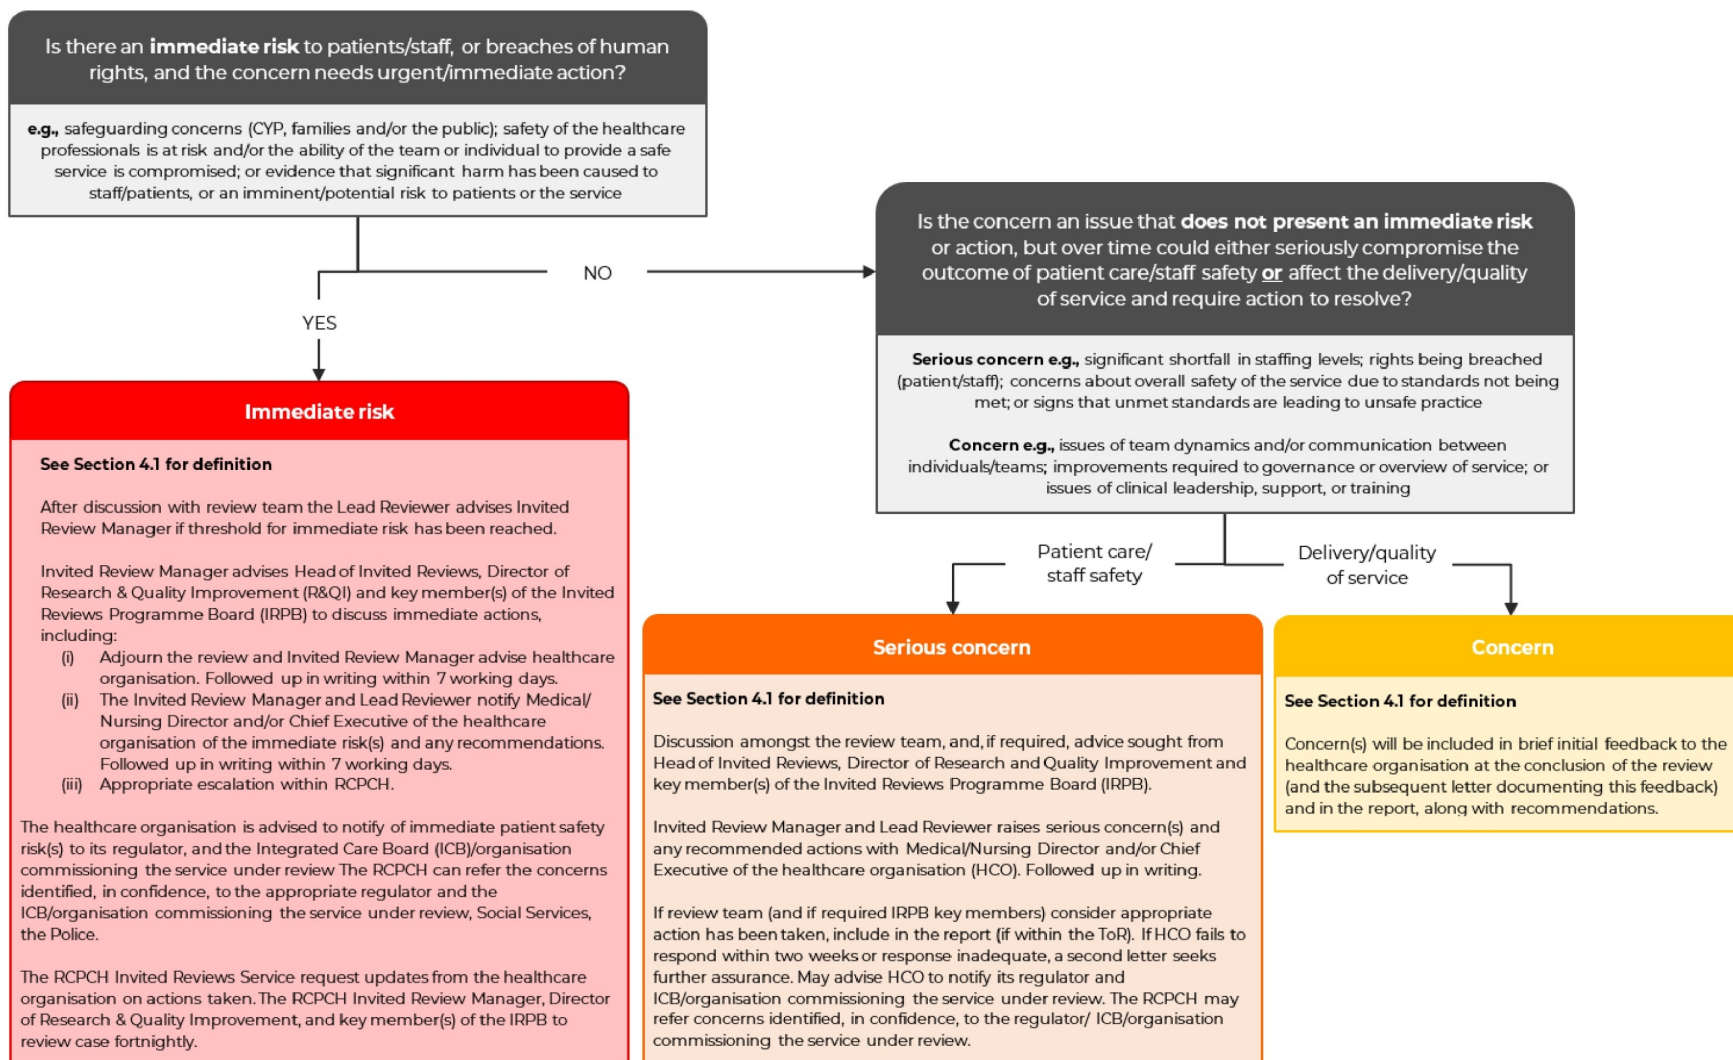 Is there an immediate risk to patients/staff, or breaches of human
rights, and the concern needs urgent/immediate action?
e.g., safeguarding concerns (CYP, families and/or the public); safety of the healthcare
professionals is at risk and/or the ability of the team or individual to provide a safe
service is compromised; or evidence that significant harm has been caused to
staff/patients, or an imminent/potential risk to patients or the service
NO
YES
Is the concern an issue that does not present an immediate risk
or action, but over time could either seriously compromise the
outcome of patient care/staff safety or affect the delivery/quality
of service and require action to resolve?
Serious concern e.g., significant shortfall in staffing levels; rights being breached
(patient/staff); concerns about overall safety of the service due to standards not being
met; or signs that unmet standards are leading to unsafe practice
Concern e.g., issues of team dynamics and/or communication between
individuals/teams; improvements required to governance or overview of service; or
issues of clinical leadership, support, or training
Patient care/
staff safety
Delivery/quality
of service
Immediate risk
See Section 4.1 for definition
After discussion with review team the Lead Reviewer advises Invited
Review Manager if threshold for immediate risk has been reached.
Invited Review Manager advises Head of Invited Reviews, Director of
Research & Quality Improvement (R&QI) and key member(s) of the Invited
Reviews Programme Board (IRPB) to discuss immediate actions,
including:
(i) Adjourn the review and Invited Review Manager advise healthcare
organisation. Followed up in writing within 7 working days.
(ii) The Invited Review Manager and Lead Reviewer notify Medical/
Nursing Director and/or Chief Executive of the healthcare
organisation of the immediate risk(s) and any recommendations.
Followed up in writing within 7 working days.
(iii) Appropriate escalation within RCPCH.
The healthcare organisation is advised to notify of immediate patient safety
risk(s) to its regulator, and the Integrated Care Board (ICB)/organisation
commissioning the service under review The RCPCH can refer the concerns
identified, in confidence, to the appropriate regulator and the
ICB/organisation commissioning the service under review, Social Services,
the Police.
The RCPCH Invited Reviews Service request updates from the healthcare
organisation on actions taken. The RCPCH Invited Review Manager, Director
of Research & Quality Improvement, and key member(s) of the IRPB to
review case fortnightly.
Serious concern
See Section 4.1 for definition
Discussion amongst the review team, and, if required, advice sought from
Head of Invited Reviews, Director of Research and Quality Improvement and
key member(s) of the Invited Reviews Programme Board (IRPB).
Invited Review Manager and Lead Reviewer raises serious concern(s) and
any recommended actions with Medical/Nursing Director and/or Chief
Executive of the healthcare organisation (HCO). Followed up in writing.
If review team (and if required IRPB key members) consider appropriate
action has been taken, include in the report (if within the ToR). If HCO fails to
respond within two weeks or response inadequate, a second letter seeks
further assurance. May advise HCO to notify its regulator and
ICB/organisation commissioning the service under review. The RCPCH may
refer concerns identified, in confidence, to the regulator/ ICB/organisation
commissioning the service under review.
Concern
See Section 4.1 for definition
Concern(s) will be included in brief initial feedback to the
healthcare organisation at the conclusion of the review
(and the subsequent letter documenting this feedback)
and in the report, along with recommendations.